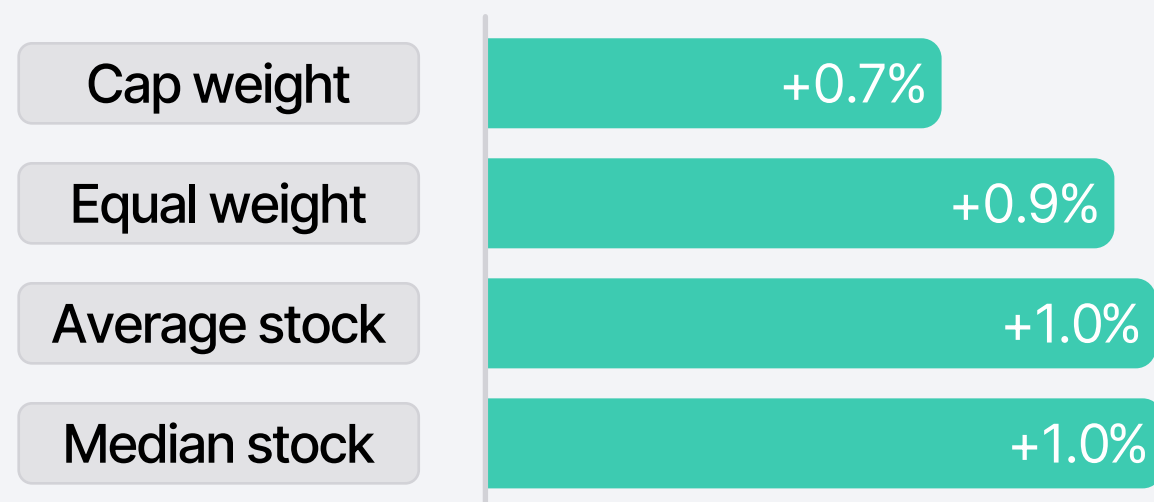 Cap weight +0.7%
Equal weight +0.9%
Average stock +1.0%
Median stock +1.0%